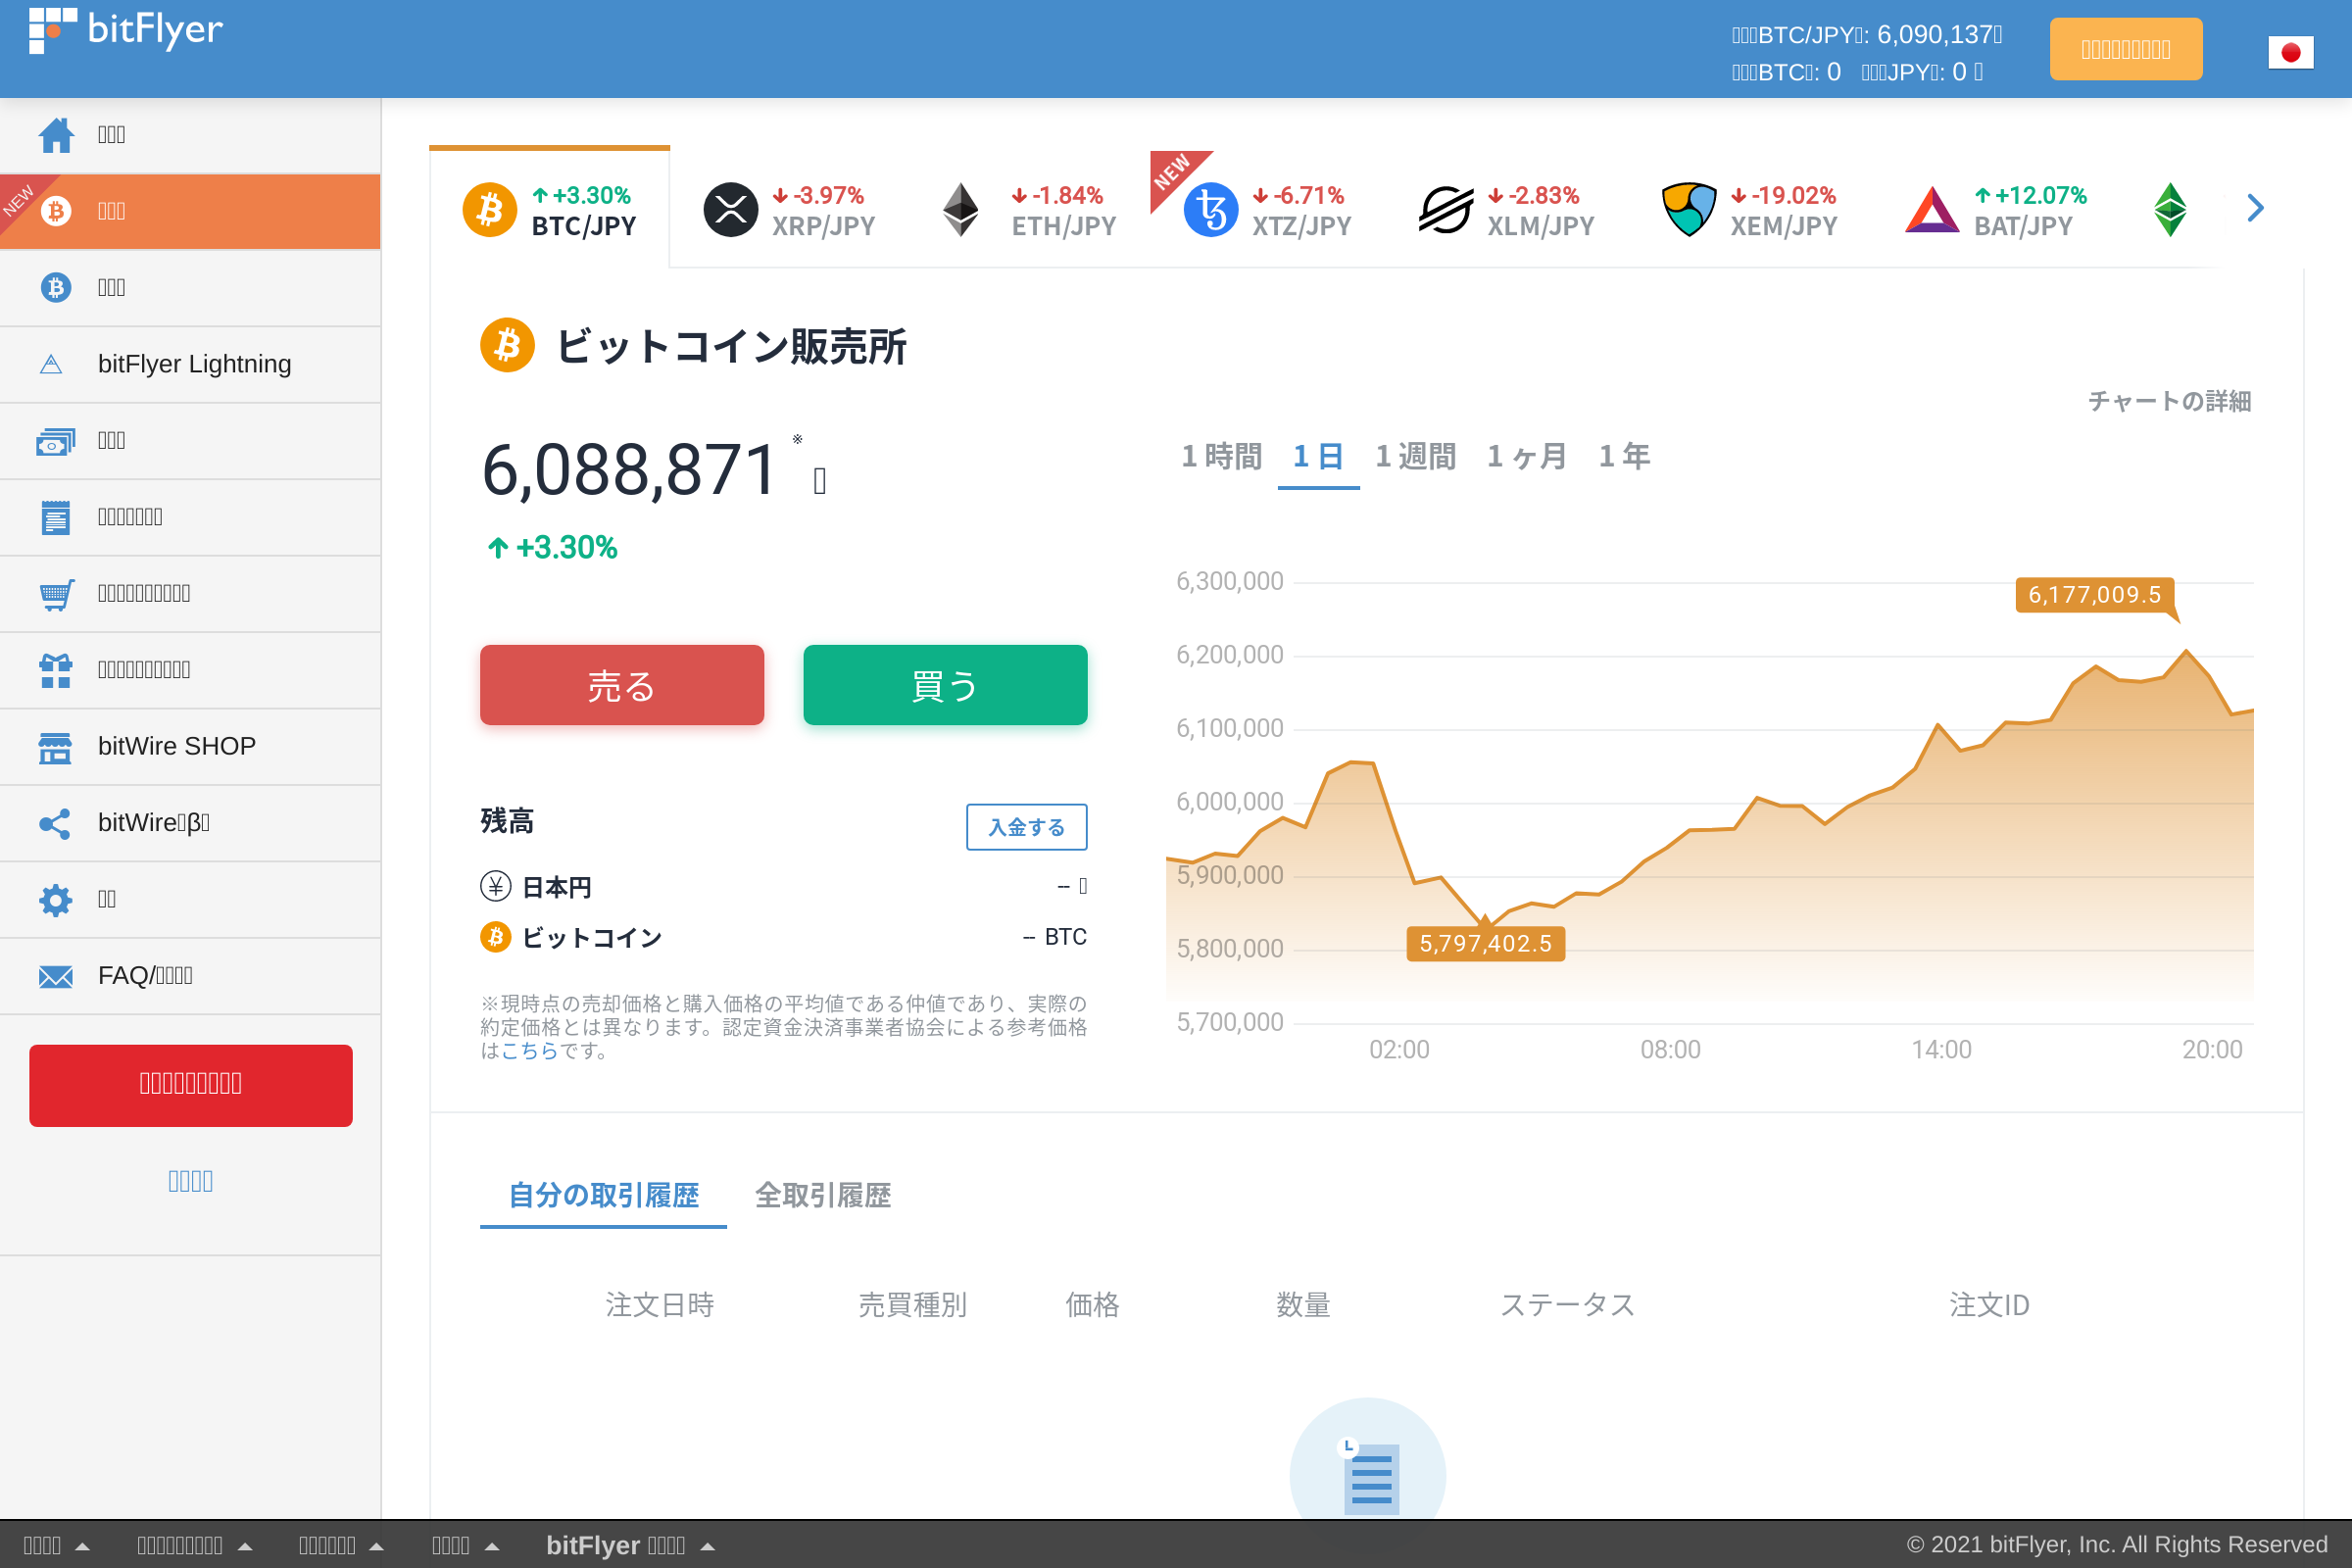 bitFlyer
BTC/JPY: 6,090,137
BTC: 0 JPY: 0
NEW
bitFlyer Lightning
bitWire SHOP
bitWire β
FAQ/
+3.30%
BTC/JPY
-3.97%
XRP/JPY
-1.84%
ETH/JPY
NEW
-6.71%
XTZ/JPY
-2.83%
XLM/JPY
-19.02%
XEM/JPY
+12.07%
BAT/JPY
ビットコイン販売所
チャートの詳細
6,088,871 ※
+3.30%
1 時間 1 日 1 週間 1 ヶ月 1 年
売る 買う
残高 入金する
日本円 --
ビットコイン -- BTC
※現時点の売却価格と購入価格の平均値である仲値であり、実際の
約定価格とは異なります。認定資金決済事業者協会による参考価格
はこちらです。
6,300,000
6,177,009.5
6,200,000
6,100,000
6,000,000
5,900,000
5,797,402.5
5,800,000
5,700,000
02:00 08:00 14:00 20:00
自分の取引履歴 全取引履歴
注文日時 売買種別 価格 数量 ステータス 注文ID
bitFlyer
© 2021 bitFlyer, Inc. All Rights Reserved